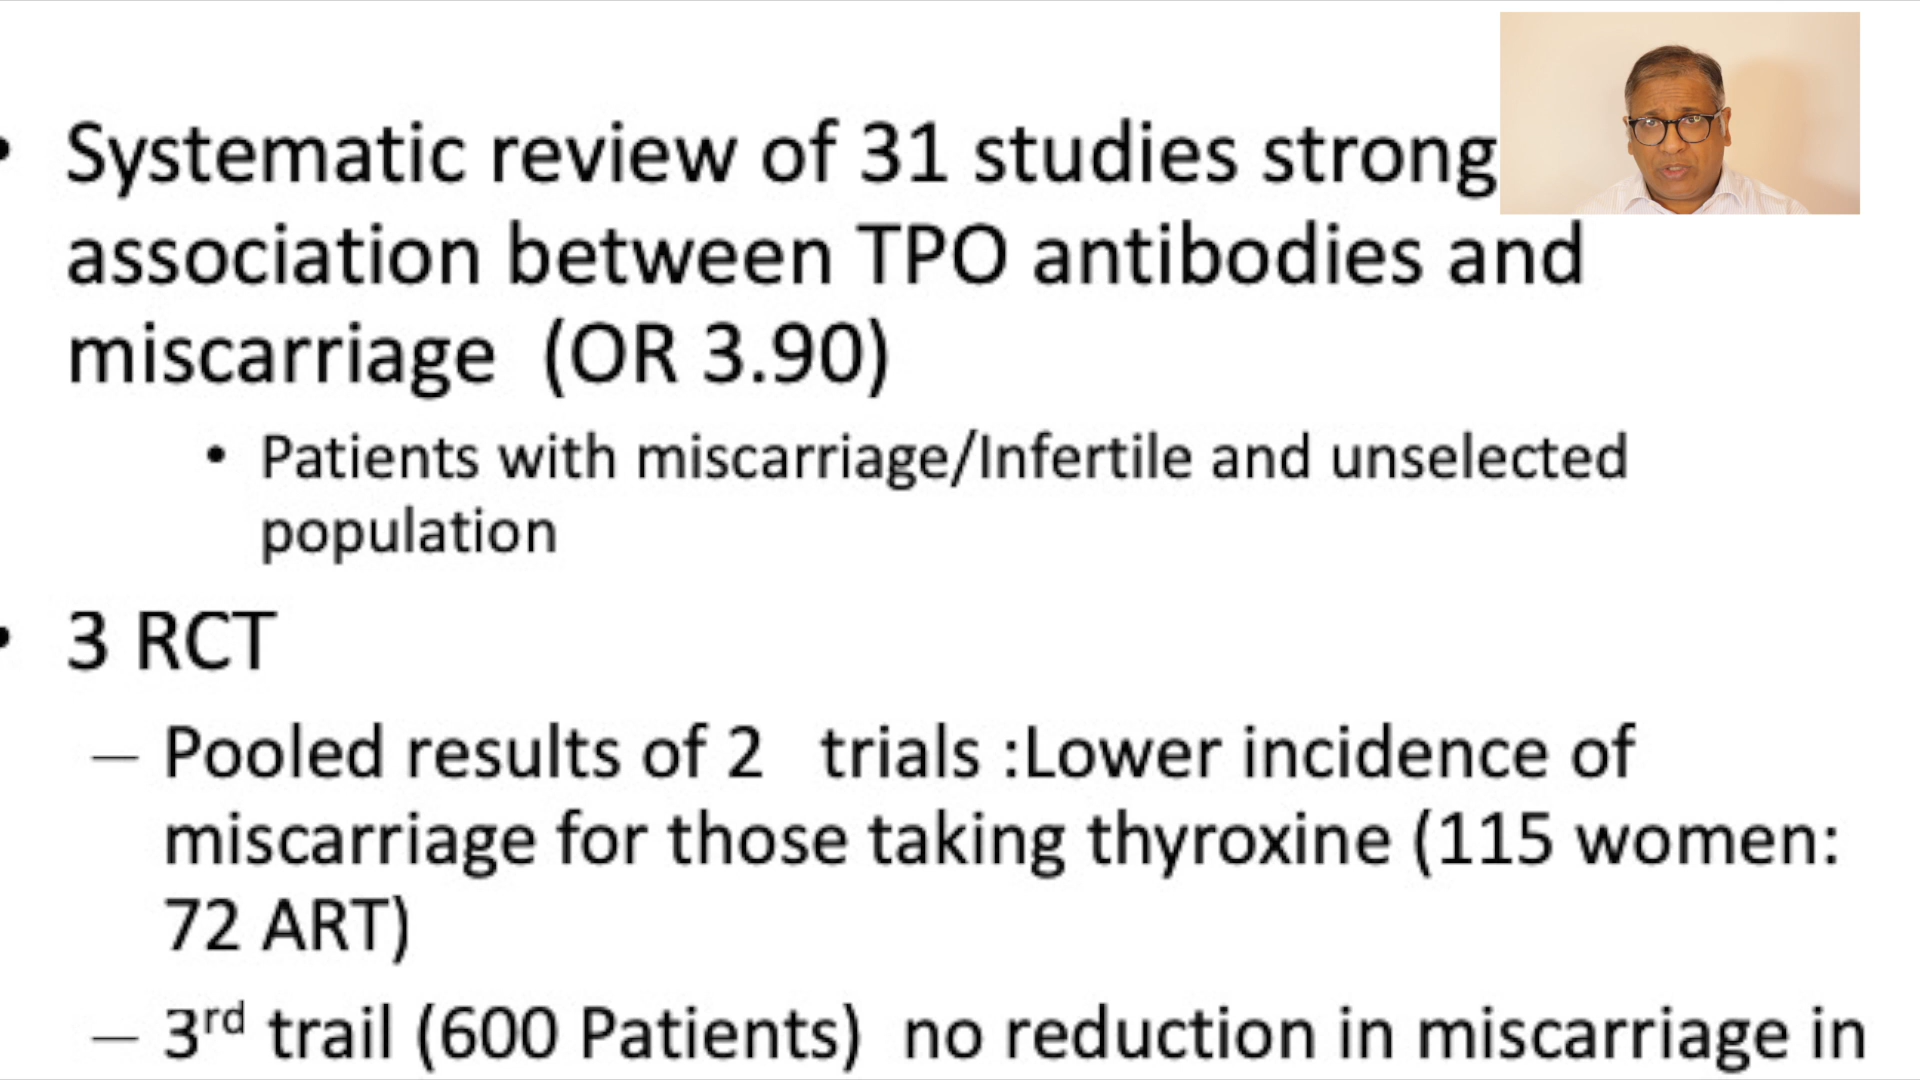 • Systematic review of 31 studies strong
association between TPO antibodies and
miscarriage  (OR 3.90)
• Patients with miscarriage/Infertile and unselected
population
• 3 RCT
— Pooled results of 2   trials :Lower incidence of
miscarriage for those taking thyroxine (115 women:
72 ART)
— 3rd trail (600 Patients)  no reduction in miscarriage in